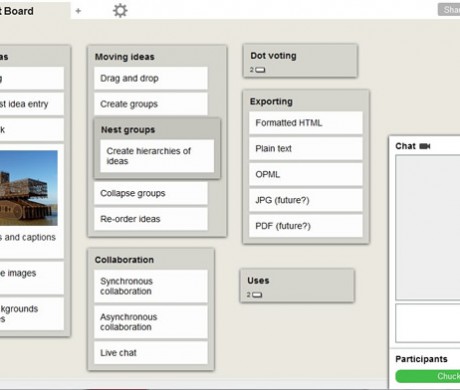 t Board
+
Sha
as
g
st idea entry
k
s and captions
e images
kgrounds
es
Moving ideas
Drag and drop
Create groups
Nest groups
Create hierarchies of
ideas
Collapse groups
Re-order ideas
Collaboration
Synchronous
collaboration
Asynchronous
collaboration
Live chat
Dot voting
2
Exporting
Formatted HTML
Plain text
OPML
JPG (future?)
PDF (future?)
Uses
2
Chat
Participants
Chuck